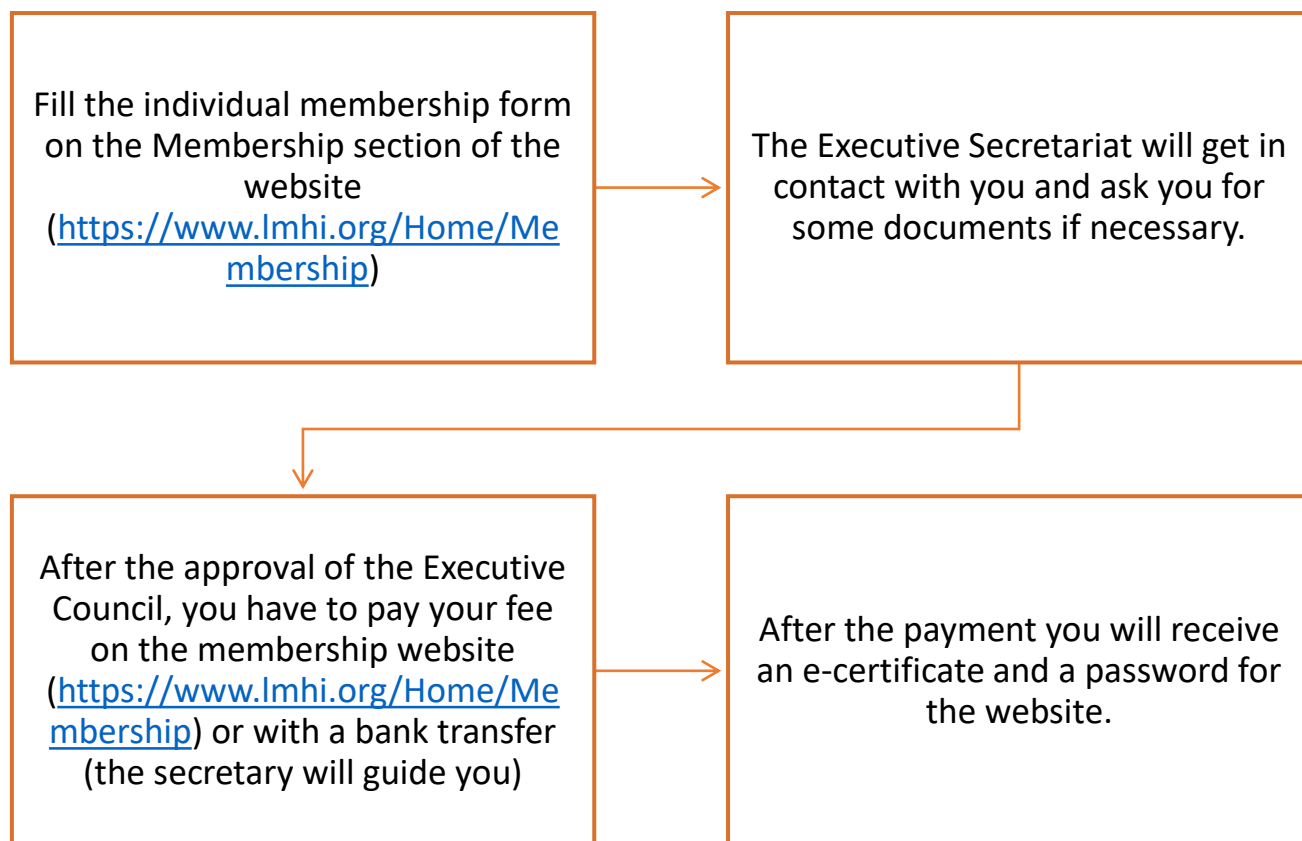 Fill the individual membership form
on the Membership section of the
website
(https://www.lmhi.org/Home/Me
mbership)
The Executive Secretariat will get in
contact with you and ask you for
some documents if necessary.
After the approval of the Executive
Council, you have to pay your fee
on the membership website
(https://www.lmhi.org/Home/Me
mbership) or with a bank transfer
(the secretary will guide you)
After the payment you will receive
an e-certificate and a password for
the website.